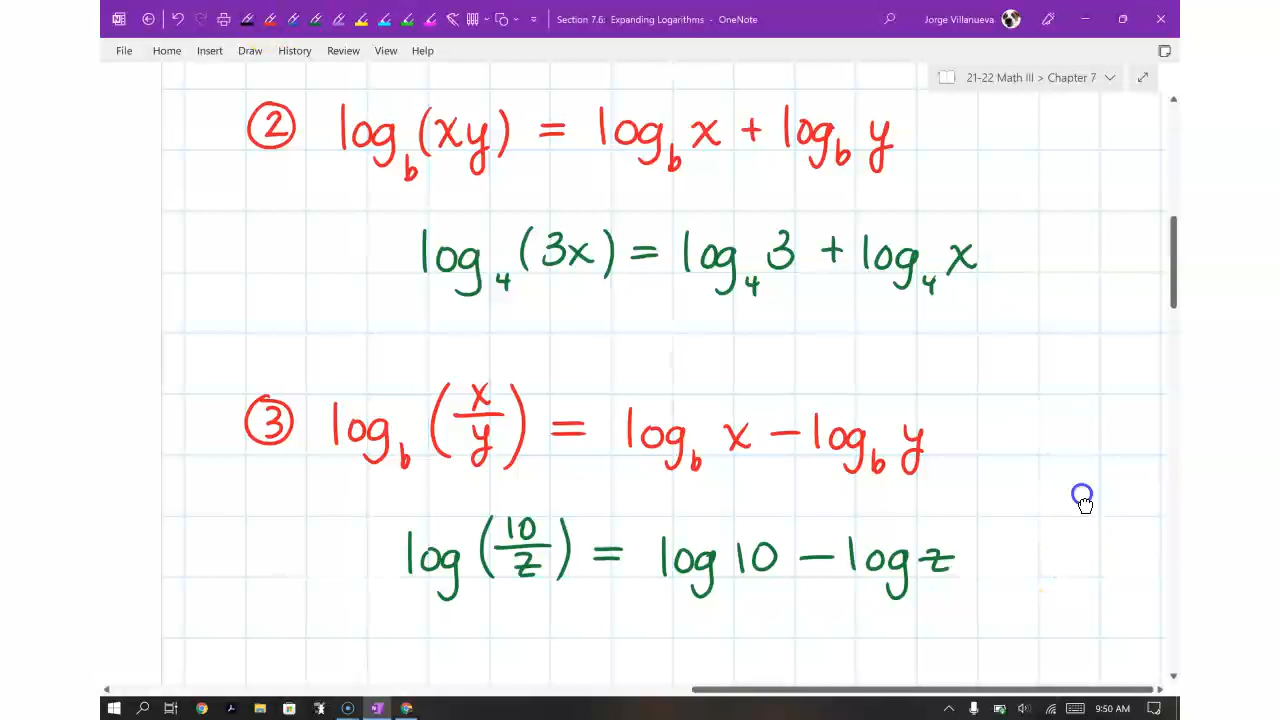 Section 7.6: Expanding Logarithms - OneNote
Jorge Villanueva
File Home Insert Draw History Review View Help
21-22 Math III > Chapter 7
② log_b(xy) = log_b x + log_b y
log_4(3x) = log_4 3 + log_4 x
③ log_b(x/y) = log_b x - log_b y
log(10/z) = log 10 - log z
9:50 AM